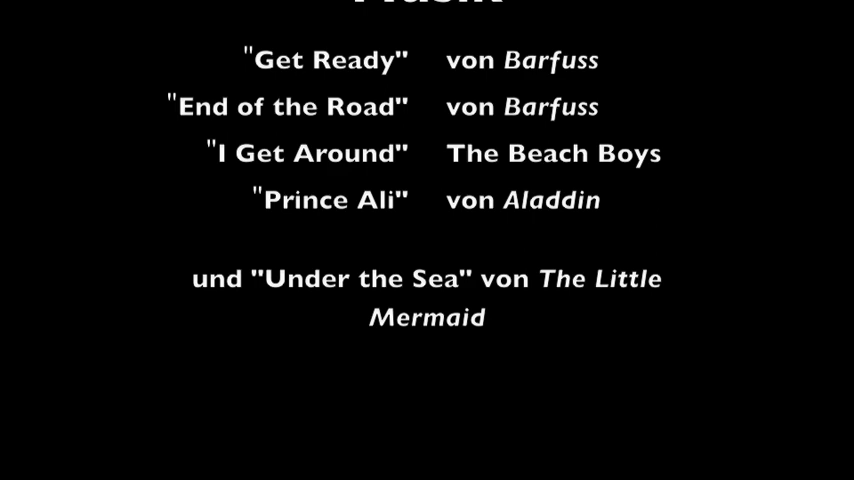 Musik
"Get Ready" von Barfuss
"End of the Road" von Barfuss
"I Get Around" The Beach Boys
"Prince Ali" von Aladdin
und "Under the Sea" von The Little
Mermaid